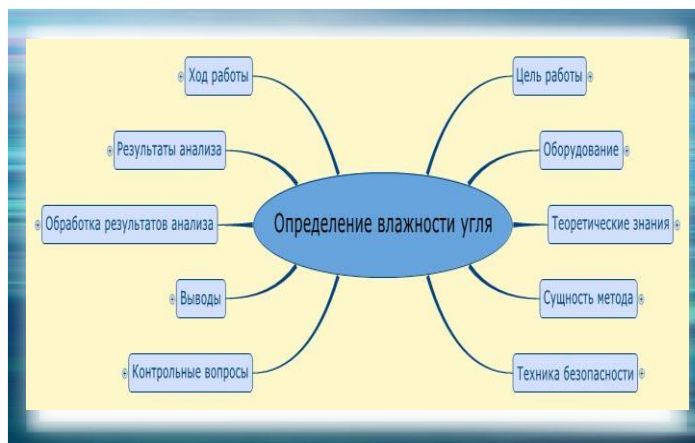 Ход работы
Цель работы
Результаты анализа
Оборудование
Обработка результатов анализа
Определение влажности угля
Теоретические знания
Выводы
Сущность метода
Контрольные вопросы
Техника безопасности